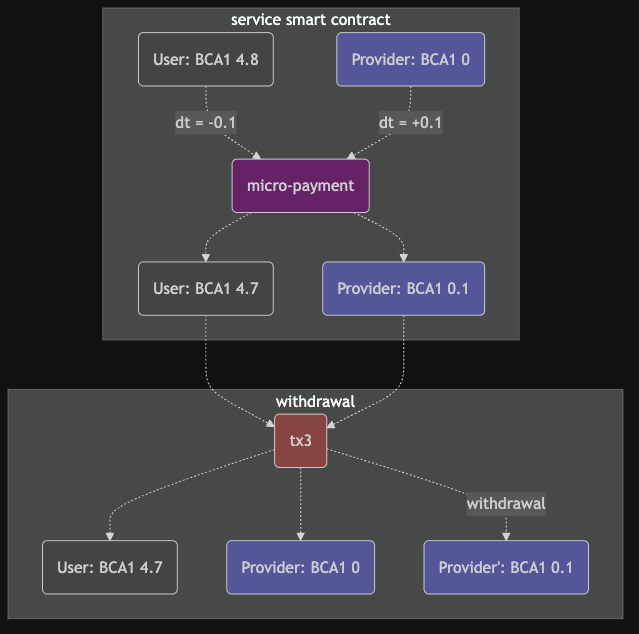 service smart contract
User: BCA1 4.8
Provider: BCA1 0
dt = -0.1
dt = +0.1
micro-payment
User: BCA1 4.7
Provider: BCA1 0.1
withdrawal
tx3
withdrawal
User: BCA1 4.7
Provider: BCA1 0
Provider': BCA1 0.1